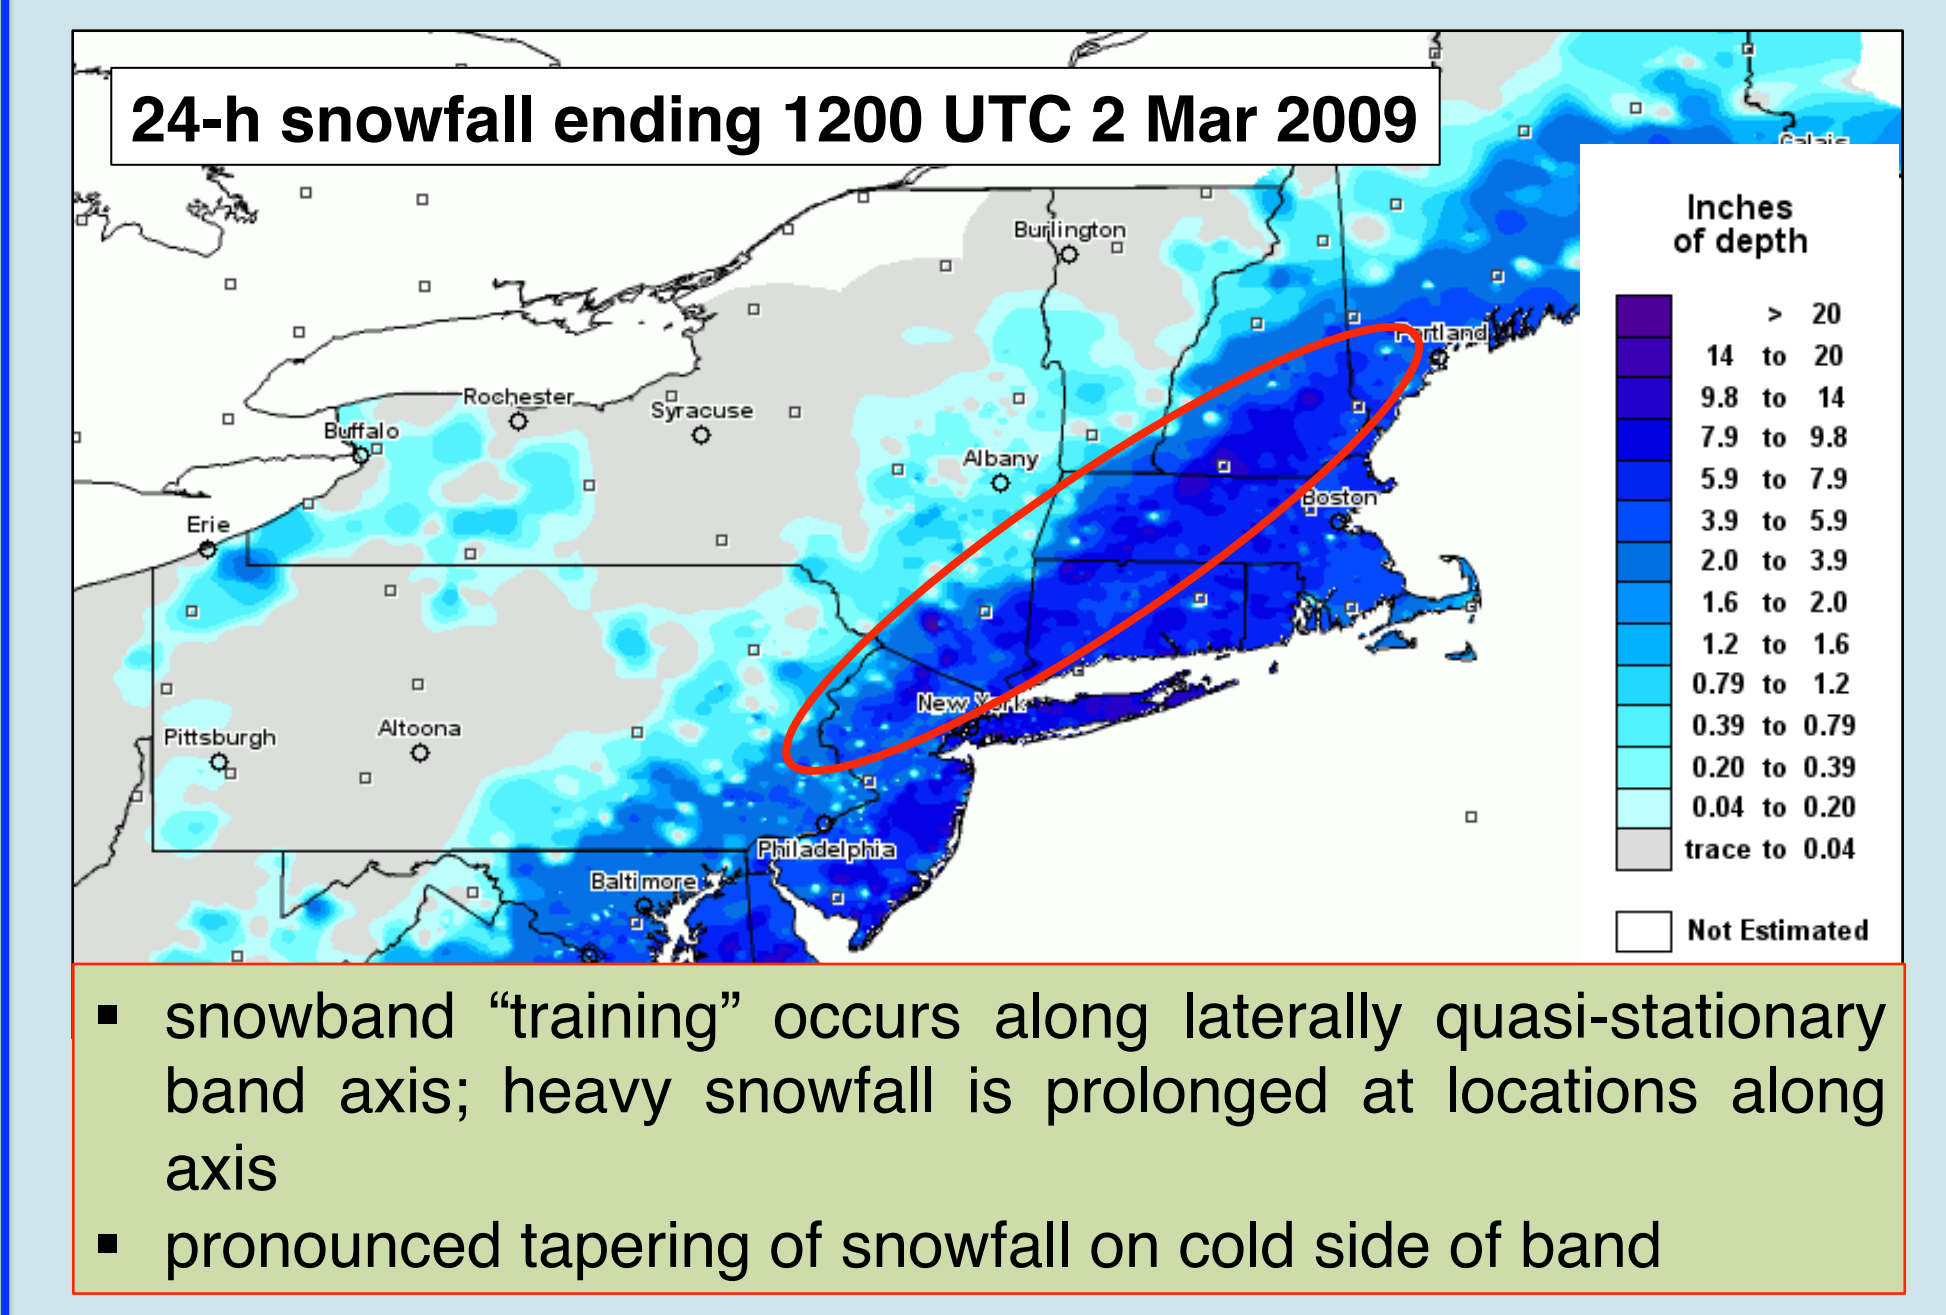 24-h snowfall ending 1200 UTC 2 Mar 2009
Calais
Inches
of depth
> 20
14 to 20
9.8 to 14
7.9 to 9.8
5.9 to 7.9
3.9 to 5.9
2.0 to 3.9
1.6 to 2.0
1.2 to 1.6
0.79 to 1.2
0.39 to 0.79
0.20 to 0.39
0.04 to 0.20
trace to 0.04
Not Estimated
Burlington
Portland
Rochester
Syracuse
Buffalo
Albany
Boston
Erie
New York
Pittsburgh
Altoona
Philadelphia
Baltimore
▪ snowband “training” occurs along laterally quasi-stationary
band axis; heavy snowfall is prolonged at locations along
axis
▪ pronounced tapering of snowfall on cold side of band